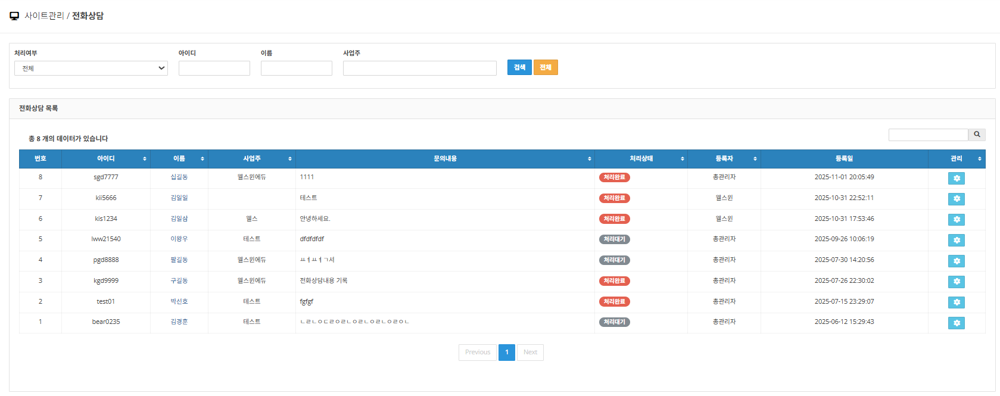 사이트관리 / 전화상담
처리여부 아이디 이름 사업주
전체 검색 전체
전화상담 목록
총 8 개의 데이터가 있습니다
번호 아이디 이름 사업주 문의내용 처리상태 등록자 등록일 관리
8 sgd7777 십길동 웰스윈에듀 1111 처리완료 총관리자 2025-11-01 20:05:49
7 kii5666 김일일 테스트 처리완료 웰스윈 2025-10-31 22:52:11
6 kis1234 김일삼 웰스 안녕하세요. 처리완료 웰스윈 2025-10-31 17:53:46
5 lww21540 이왕우 테스트 dfdfdfdf 처리대기 총관리자 2025-09-26 10:06:19
4 pgd8888 팔길동 웰스윈에듀 ㅛㅕㅛㅕㄱ셔 처리대기 총관리자 2025-07-30 14:20:56
3 kgd9999 구길동 웰스윈에듀 전화상담내용 기록 처리완료 총관리자 2025-07-26 22:30:02
2 test01 박선호 테스트 fgfgf 처리완료 총관리자 2025-07-15 23:29:07
1 bear0235 김경훈 테스트 ㄴㄹㄴㅇㄷㄹㅇㄹㄴㅇㄹㄴㅇㄹㄴㅇㄹㅇㄴ 처리대기 총관리자 2025-06-12 15:29:43
Previous 1 Next